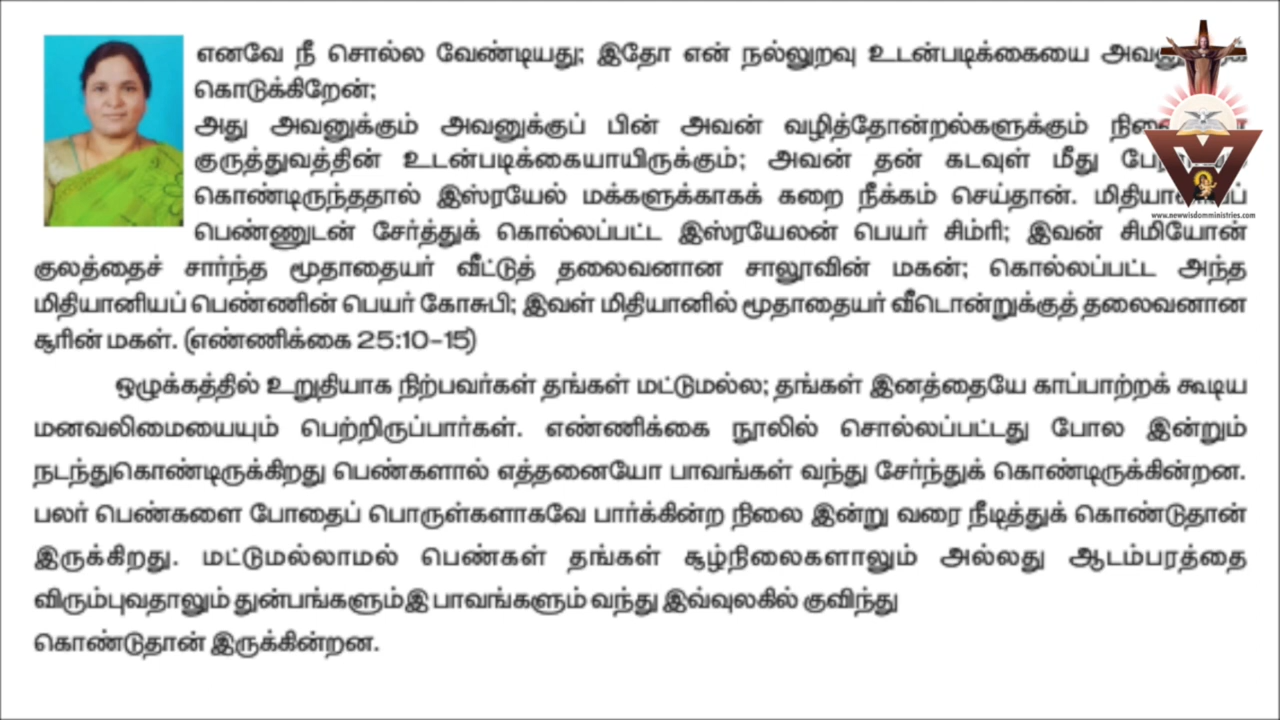 எனவே நீ சொல்ல வேண்டியது; இதோ என் நல்லுறவு உடன்படிக்கையை
கொடுக்கிறேன்;
அது அவனுக்கும் அவனுக்குப் பின் அவன் வழித்தோன்றல்களுக்கும்
குருத்துவத்தின் உடன்படிக்கையாயிருக்கும்; அவன் தன் கடவுள் மீது
கொண்டிருந்ததால் இஸ்ரயேல் மக்களுக்காகக் கறை நீக்கம் செய்தான்.
www.newwisdomministries.com
பெண்ணுடன் சேர்த்துக் கொல்லப்பட்ட இஸ்ரயேலன் பெயர் சிம்ரி; இவன் சிமியோன்
குலத்தைச் சார்ந்த மூதாதையர் வீட்டுத் தலைவனான சாலூவின் மகன்; கொல்லப்பட்ட அந்த
மிதியானியப் பெண்ணின் பெயர் கோசுபி; இவள் மிதியானில் மூதாதையர் வீடொன்றுக்குத் தலைவனான
சூரின் மகள். (எண்ணிக்கை 25:10-15)
ஒழுக்கத்தில் உறுதியாக நிற்பவர்கள் தங்கள் மட்டுமல்ல; தங்கள் இனத்தையே காப்பாற்றக் கூடிய
மனவலிமையையும் பெற்றிருப்பார்கள். எண்ணிக்கை நூலில் சொல்லப்பட்டது போல இன்றும்
நடந்துகொண்டிருக்கிறது பெண்களால் எத்தனையோ பாவங்கள் வந்து சேர்ந்துக் கொண்டிருக்கின்றன.
பலர் பெண்களை போதைப் பொருள்களாகவே பார்க்கின்ற நிலை இன்று வரை நீடித்துக் கொண்டுதான்
இருக்கிறது. மட்டுமல்லாமல் பெண்கள் தங்கள் சூழ்நிலைகளாலும் அல்லது ஆடம்பரத்தை
விரும்புவதாலும் துன்பங்களும்இ பாவங்களும் வந்து இவ்வுலகில் குவிந்து
கொண்டுதான் இருக்கின்றன.